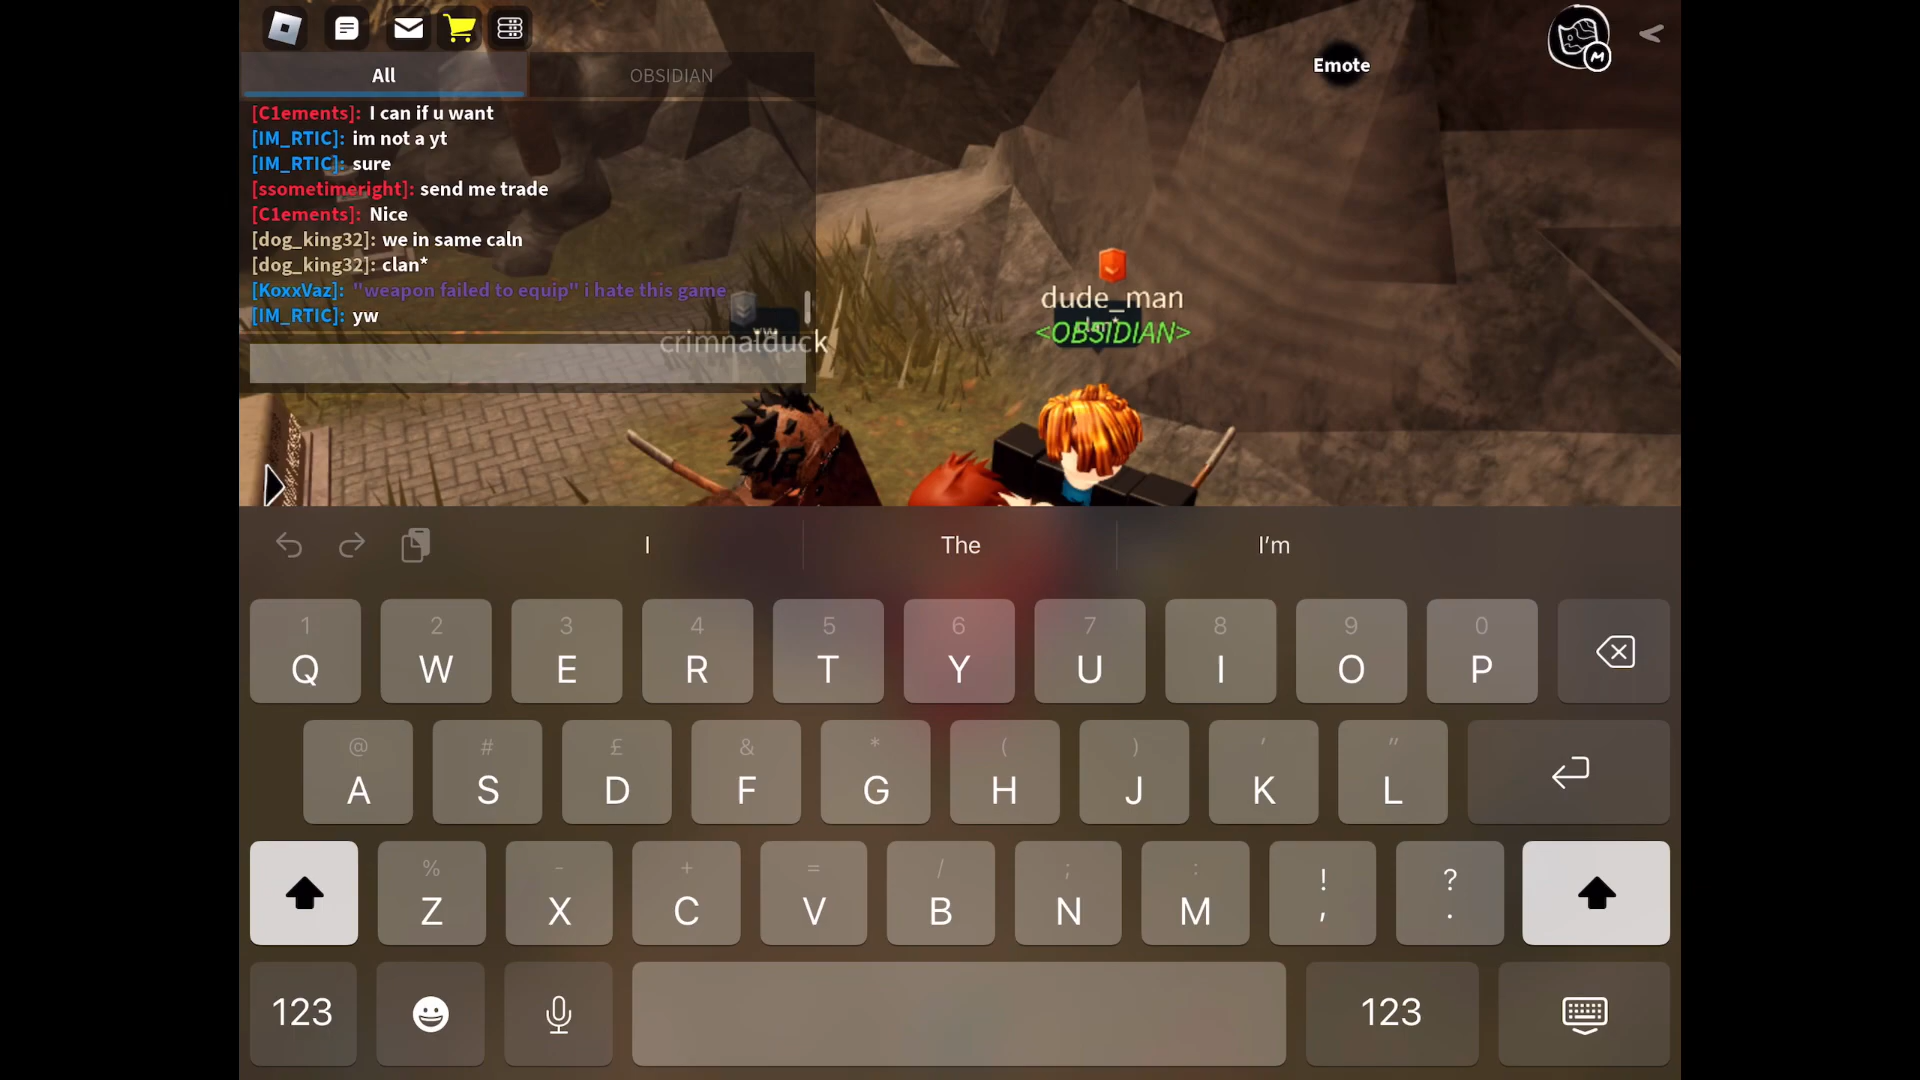 Emote
M
All OBSIDIAN
[C1ements]: I can if u want
[IM_RTIC]: im not a yt
[IM_RTIC]: sure
[ssometimeright]: send me trade
[C1ements]: Nice
[dog_king32]: we in same caln
[dog_king32]: clan*
[KoxxVaz]: "weapon failed to equip" i hate this game
[IM_RTIC]: yw
yw
crimnalduck
dude_man
clan*
<OBSIDIAN>
I The I'm
1 2 3 4 5 6 7 8 9 0
Q W E R T Y U I O P
@ # £ & * ( ) ' "
A S D F G H J K L
% - + = / ; : ! ?
Z X C V B N M , .
123 123